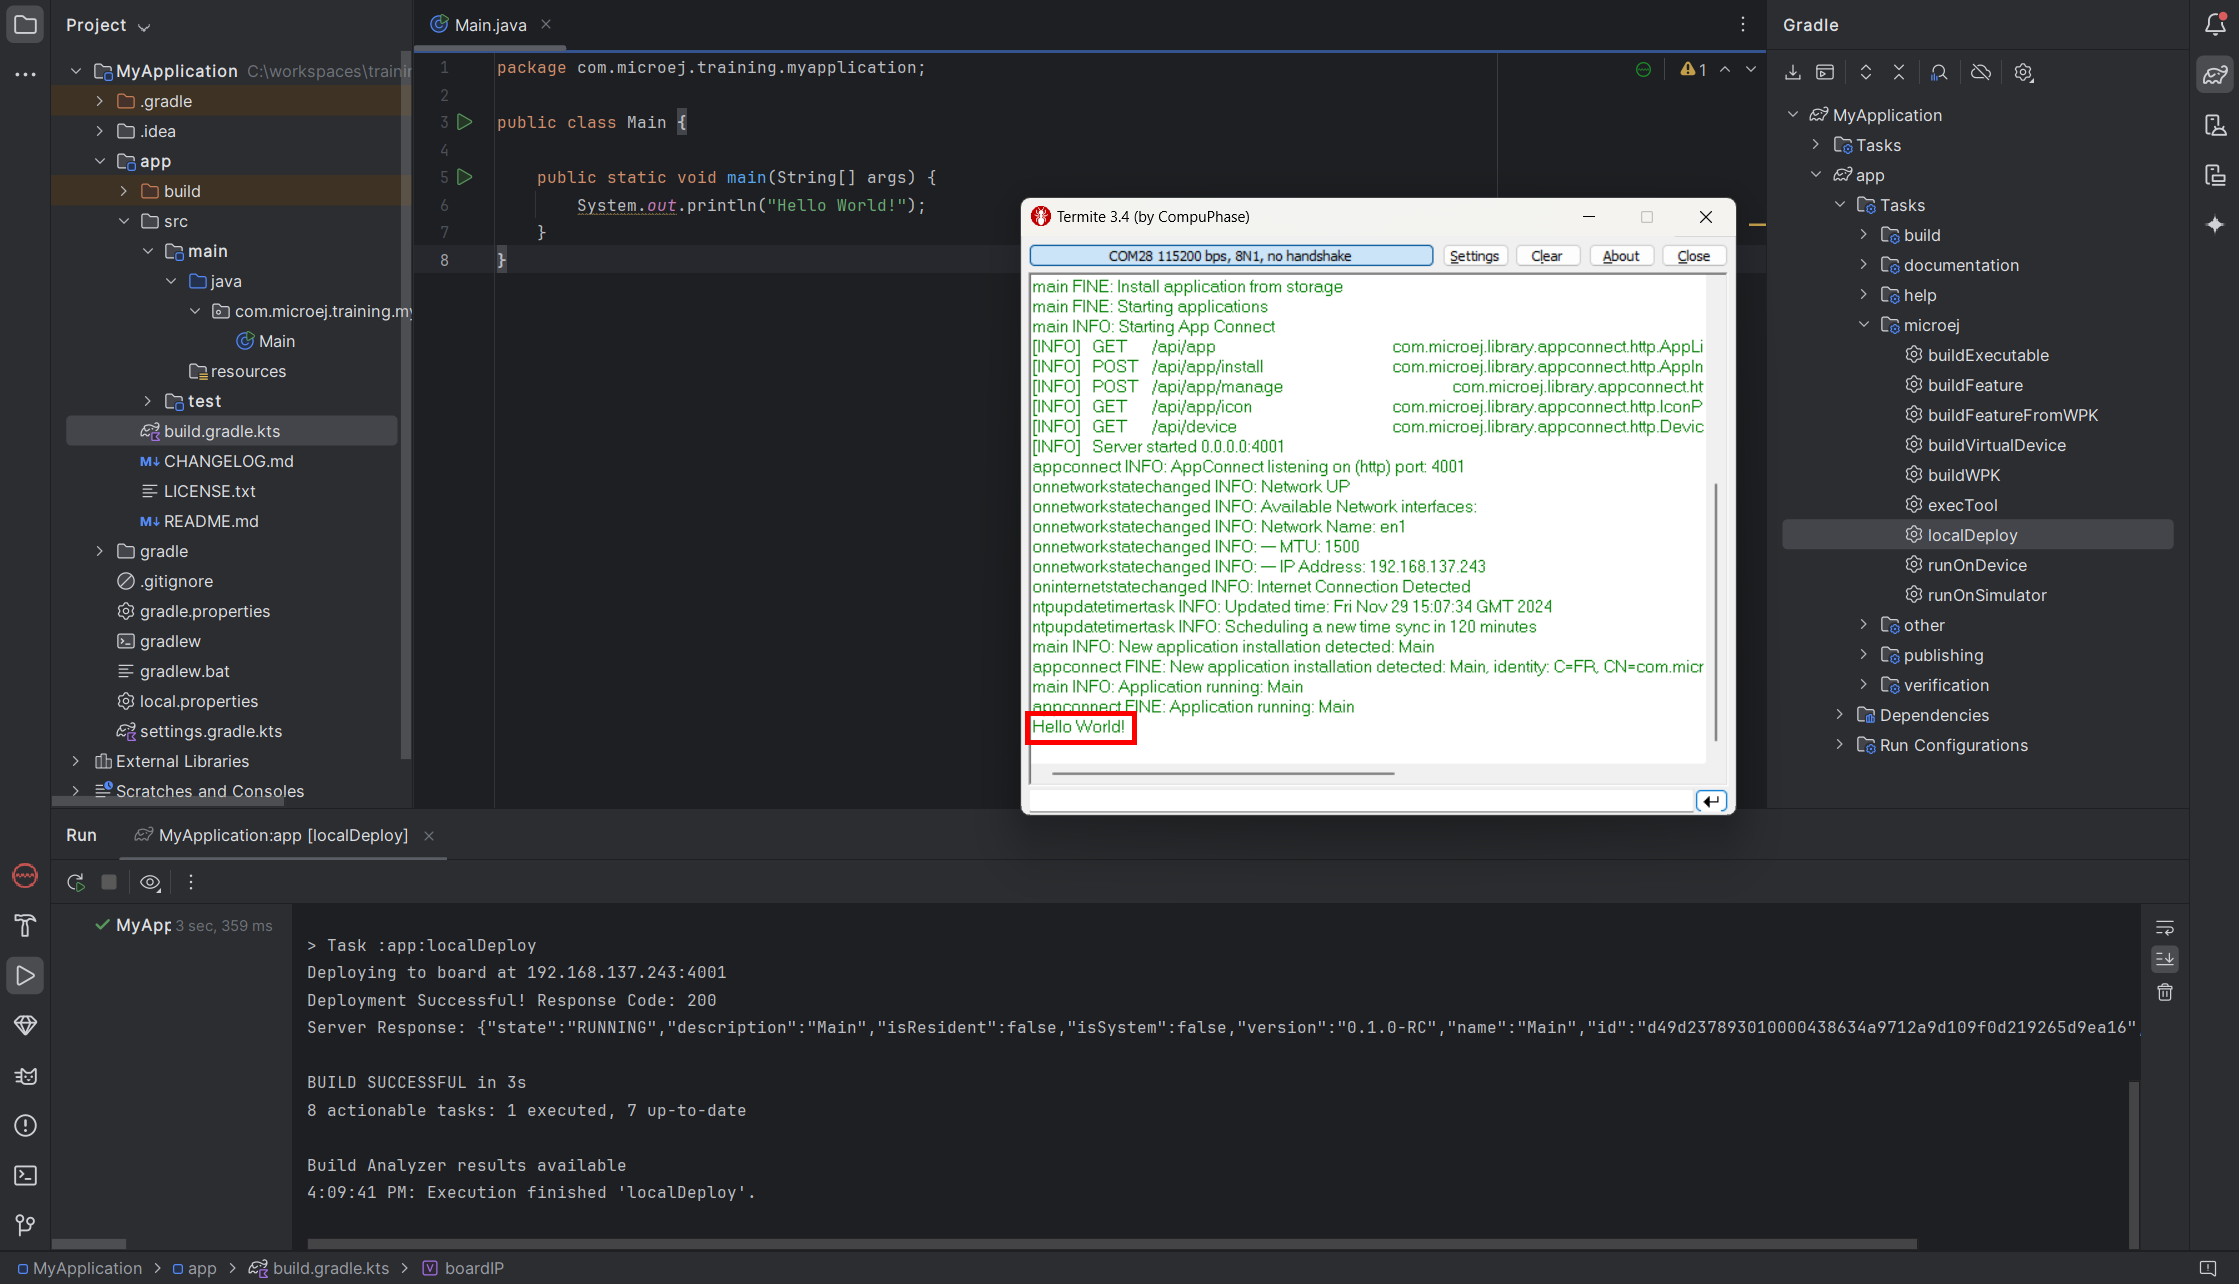 Project
MyApplication C:\workspaces\trainir
.gradle
.idea
app
build
src
main
java
com.microej.training.my
Main
resources
test
build.gradle.kts
CHANGELOG.md
LICENSE.txt
README.md
gradle
.gitignore
gradle.properties
gradlew
gradlew.bat
local.properties
settings.gradle.kts
External Libraries
Scratches and Consoles
Main.java
1 package com.microej.training.myapplication;
2
3 public class Main {
4
5 public static void main(String[] args) {
6 System.out.println("Hello World!");
7 }
8 }
1
Termite 3.4 (by CompuPhase)
COM28 115200 bps, 8N1, no handshake
Settings
Clear
About
Close
main FINE: Install application from storage
main FINE: Starting applications
main INFO: Starting App Connect
[INFO] GET /api/app com.microej.library.appconnect.http.AppLi
[INFO] POST /api/app/install com.microej.library.appconnect.http.AppIn
[INFO] POST /api/app/manage com.microej.library.appconnect.ht
[INFO] GET /api/app/icon com.microej.library.appconnect.http.IconP
[INFO] GET /api/device com.microej.library.appconnect.http.Devic
[INFO] Server started 0.0.0.0:4001
appconnect INFO: AppConnect listening on (http) port: 4001
onnetworkstatechanged INFO: Network UP
onnetworkstatechanged INFO: Available Network interfaces:
onnetworkstatechanged INFO: Network Name: en1
onnetworkstatechanged INFO: — MTU: 1500
onnetworkstatechanged INFO: — IP Address: 192.168.137.243
oninternetstatechanged INFO: Internet Connection Detected
ntpupdatetimertask INFO: Updated time: Fri Nov 29 15:07:34 GMT 2024
ntpupdatetimertask INFO: Scheduling a new time sync in 120 minutes
main INFO: New application installation detected: Main
appconnect FINE: New application installation detected: Main, identity: C=FR, CN=com.micr
main INFO: Application running: Main
appconnect FINE: Application running: Main
Hello World!
Gradle
MyApplication
Tasks
app
Tasks
build
documentation
help
microej
buildExecutable
buildFeature
buildFeatureFromWPK
buildVirtualDevice
buildWPK
execTool
localDeploy
runOnDevice
runOnSimulator
other
publishing
verification
Dependencies
Run Configurations
Run MyApplication:app [localDeploy]
MyApp 3 sec, 359 ms
> Task :app:localDeploy
Deploying to board at 192.168.137.243:4001
Deployment Successful! Response Code: 200
Server Response: {"state":"RUNNING","description":"Main","isResident":false,"isSystem":false,"version":"0.1.0-RC","name":"Main","id":"d49d237893010000438634a9712a9d109f0d219265d9ea16",
BUILD SUCCESSFUL in 3s
8 actionable tasks: 1 executed, 7 up-to-date
Build Analyzer results available
4:09:41 PM: Execution finished 'localDeploy'.
MyApplication > app > build.gradle.kts > boardIP